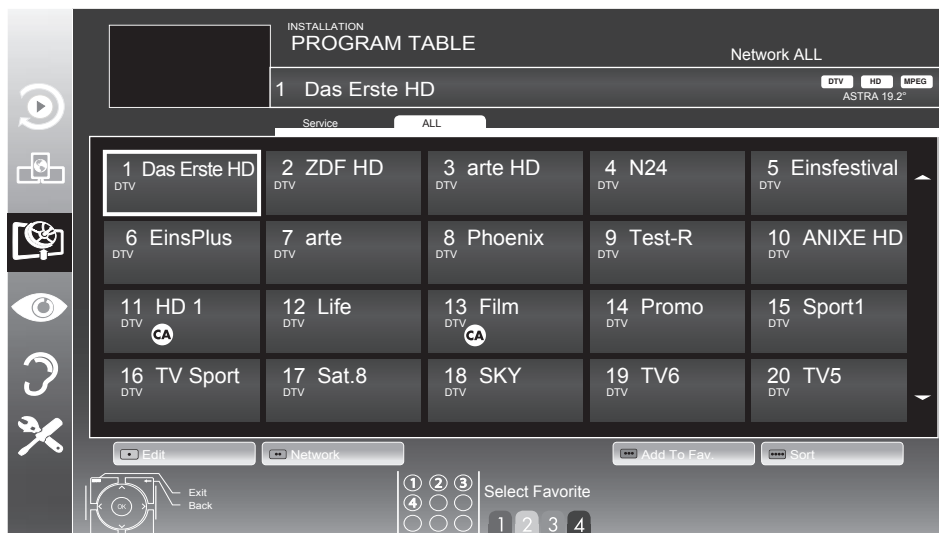 INSTALLATION
PROGRAM TABLE
Network ALL
1 Das Erste HD
DTV HD MPEG
ASTRA 19.2°
Service ALL
1 Das Erste HD
DTV
2 ZDF HD
DTV
3 arte HD
DTV
4 N24
DTV
5 Einsfestival
DTV
6 EinsPlus
DTV
7 arte
DTV
8 Phoenix
DTV
9 Test-R
DTV
10 ANIXE HD
DTV
11 HD 1
DTV
CA
12 Life
DTV
13 Film
DTV
CA
14 Promo
DTV
15 Sport1
DTV
16 TV Sport
DTV
17 Sat.8
DTV
18 SKY
DTV
19 TV6
DTV
20 TV5
DTV
Edit
Network
Add To Fav.
Sort
OK
Exit
Back
1 2 3
4
Select Favorite
1 2 3 4